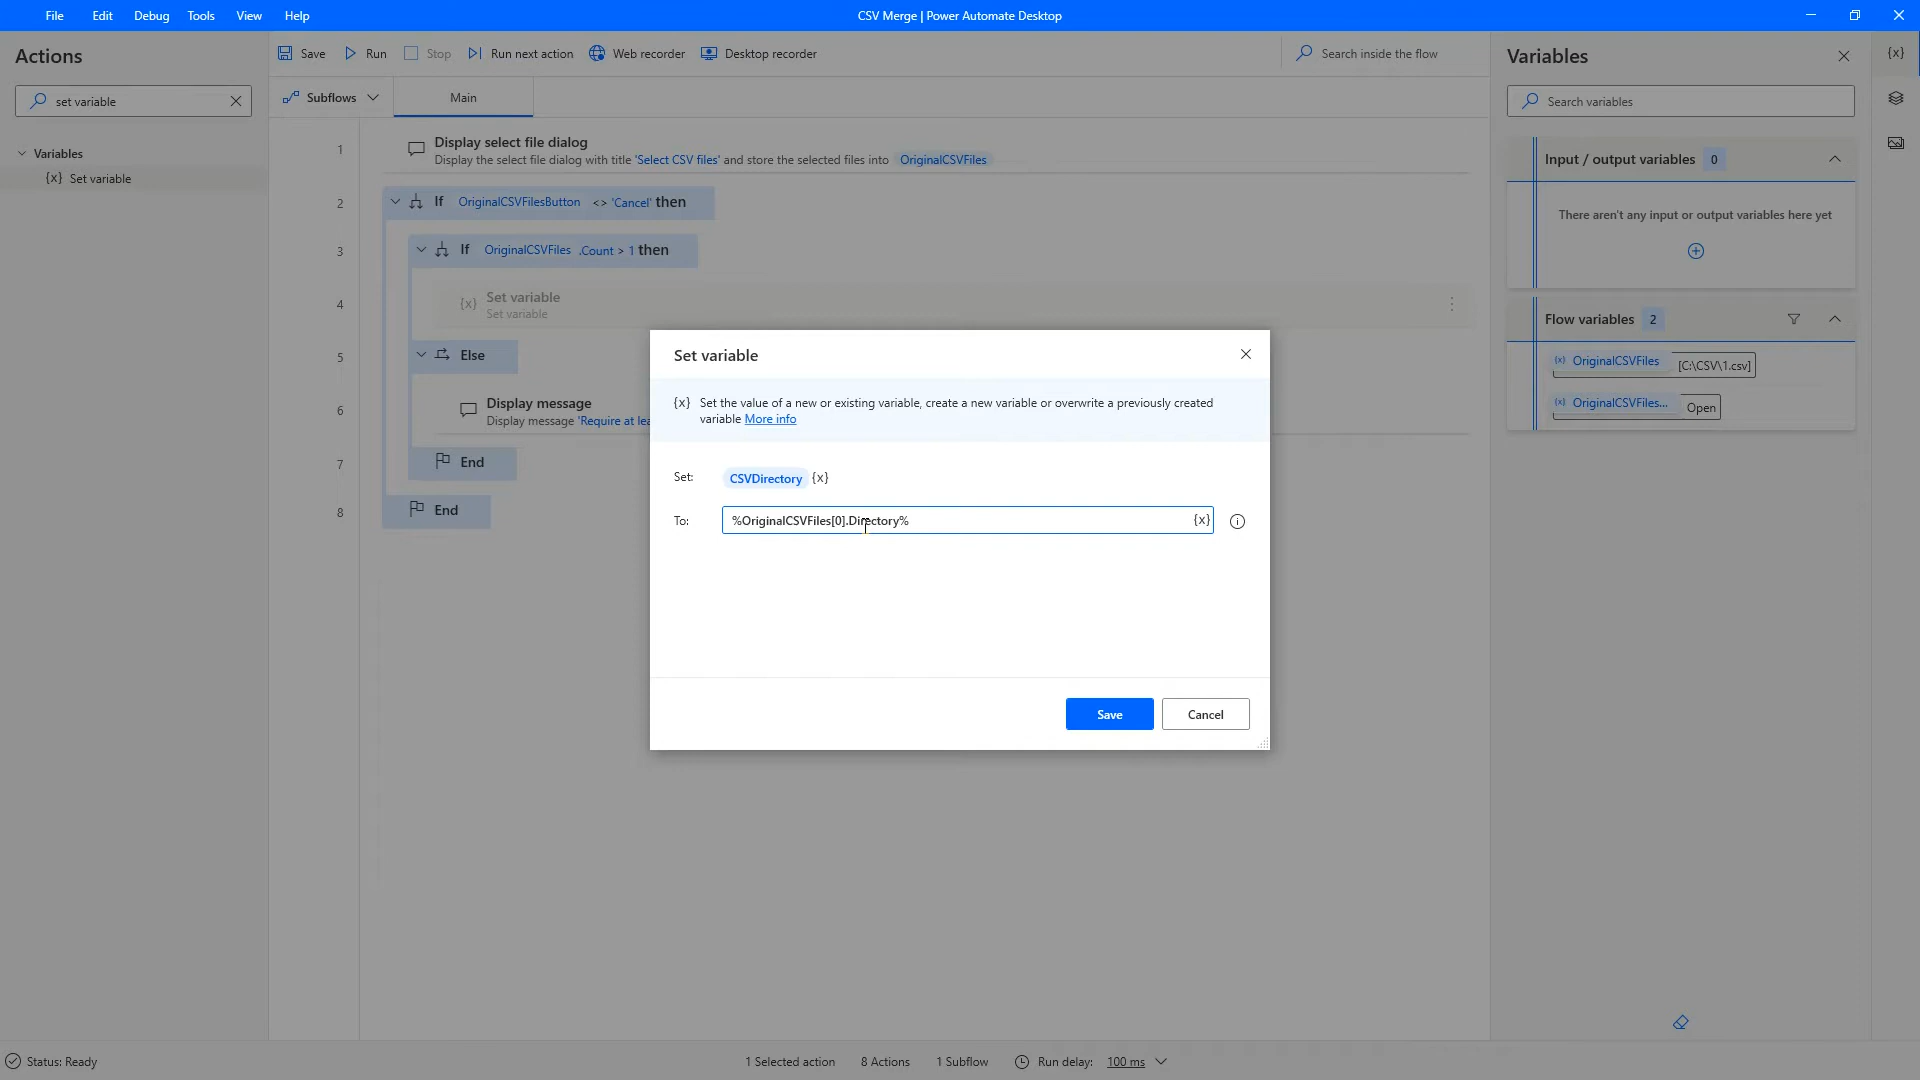 File Edit Debug Tools View Help
CSV Merge | Power Automate Desktop
Actions
set variable
Variables
{x} Set variable
Save Run Stop Run next action Web recorder Desktop recorder
Search inside the flow
Subflows
Main
1
Display select file dialog
Display the select file dialog with title 'Select CSV files' and store the selected files into OriginalCSVFiles
2
If OriginalCSVFilesButton <> 'Cancel' then
3
If OriginalCSVFiles .Count > 1 then
4
{x} Set variable
Set variable
5
Else
6
Display message
Display message 'Require at lea
7
End
8
End
Set variable
{x} Set the value of a new or existing variable, create a new variable or overwrite a previously created
variable More info
Set: CSVDirectory {x}
To: %OriginalCSVFiles[0].Directory% {x}
Save Cancel
Variables
{x}
Search variables
Input / output variables 0
There aren't any input or output variables here yet
Flow variables 2
(x) OriginalCSVFiles [C:\CSV\1.csv]
(x) OriginalCSVFiles... Open
Status: Ready
1 Selected action 8 Actions 1 Subflow Run delay: 100 ms